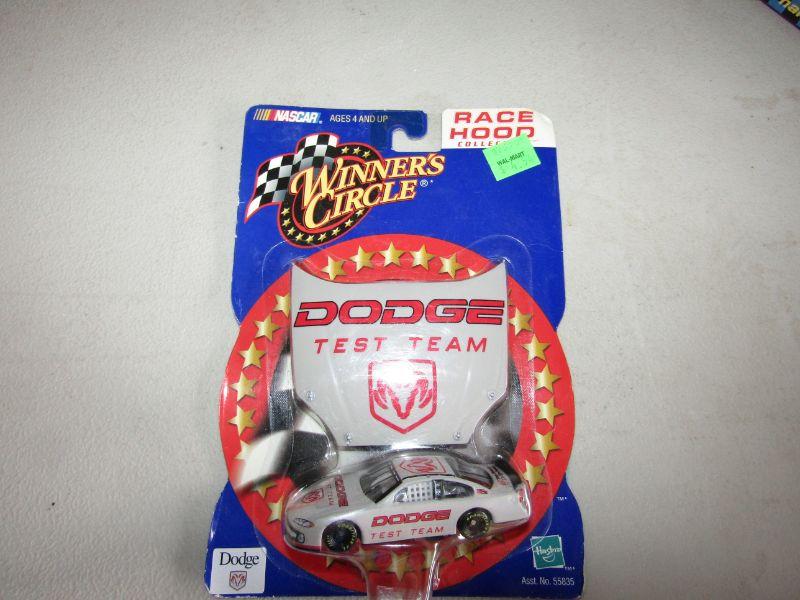 NASCAR
AGES 4 AND UP
RACE
HOOD
WAL-MART
WINNER'S
CIRCLE®
DODGE
TEST TEAM
DODGE
TEST TEAM
Dodge
Hasbro
TM
Asst. No. 55835